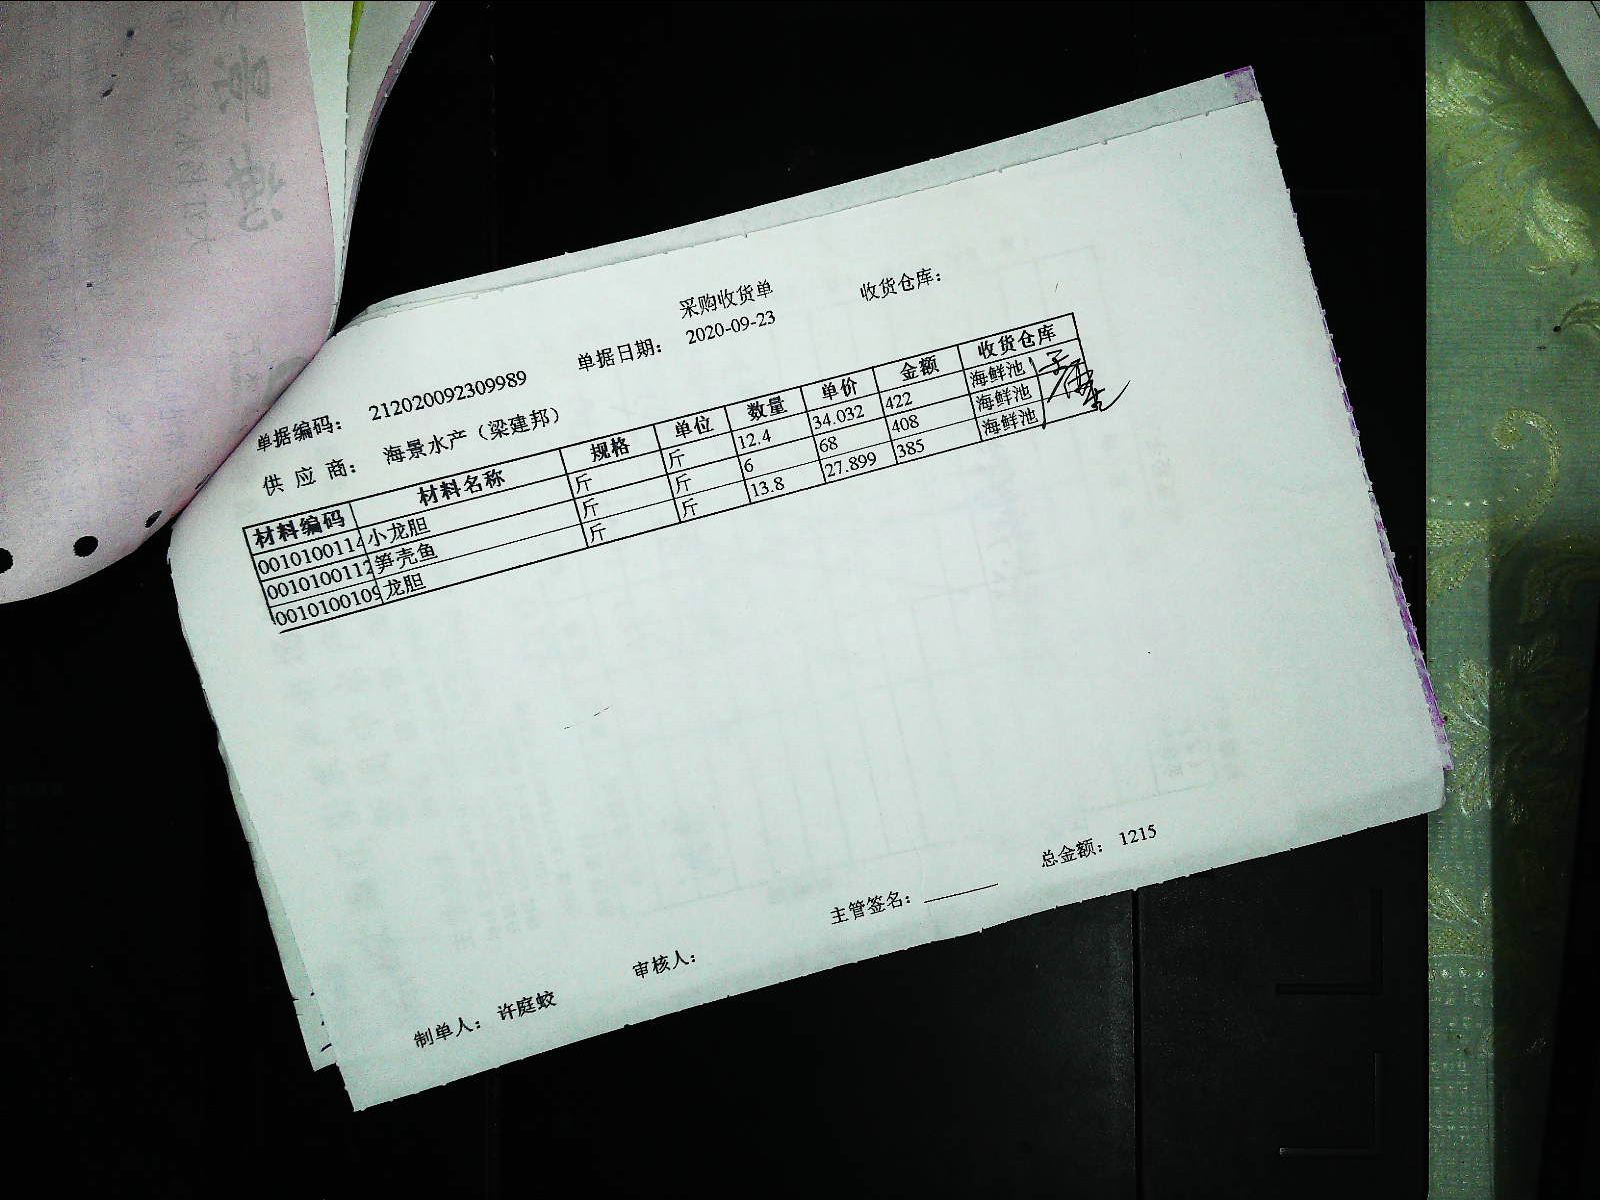 采购收货单
单据编码： 212020092309989 单据日期： 2020-09-23 收货仓库：
供 应 商： 海景水产（梁建邦）
材料编码 材料名称 规格 单位 数量 单价 金额 收货仓库
0010100114 小龙胆 斤 斤 12.4 34.032 422 海鲜池
0010100112 笋壳鱼 斤 斤 6 68 408 海鲜池
0010100109 龙胆 斤 斤 13.8 27.899 385 海鲜池
制单人： 许庭蛟 审核人： 主管签名： 总金额： 1215